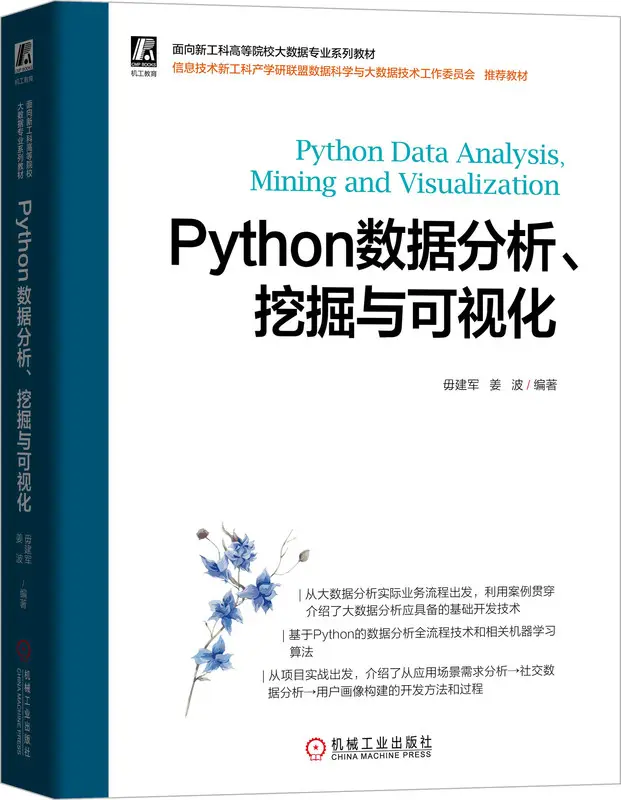 CMP BOOKS
机工教育
面向新工科高等院校大数据专业系列教材
信息技术新工科产学研联盟数据科学与大数据技术工作委员会 推荐教材
Python Data Analysis,
Mining and Visualization
Python数据分析、
挖掘与可视化
毋建军 姜 波/编著
从大数据分析实际业务流程出发,利用案例贯穿
介绍了大数据分析应具备的基础开发技术
基于Python的数据分析全流程技术和相关机器学习
算法
从项目实战出发,介绍了从应用场景需求分析→社交数
据分析→用户画像构建的开发方法和过程
机械工业出版社
CHINA MACHINE PRESS
CMP BOOKS
机工教育
面向新工科高等院校
大数据专业系列教材
Python 数据分析、挖掘与可视化
毋建军
姜 波
/编著
机械工业出版社
CHINA MACHINE PRESS